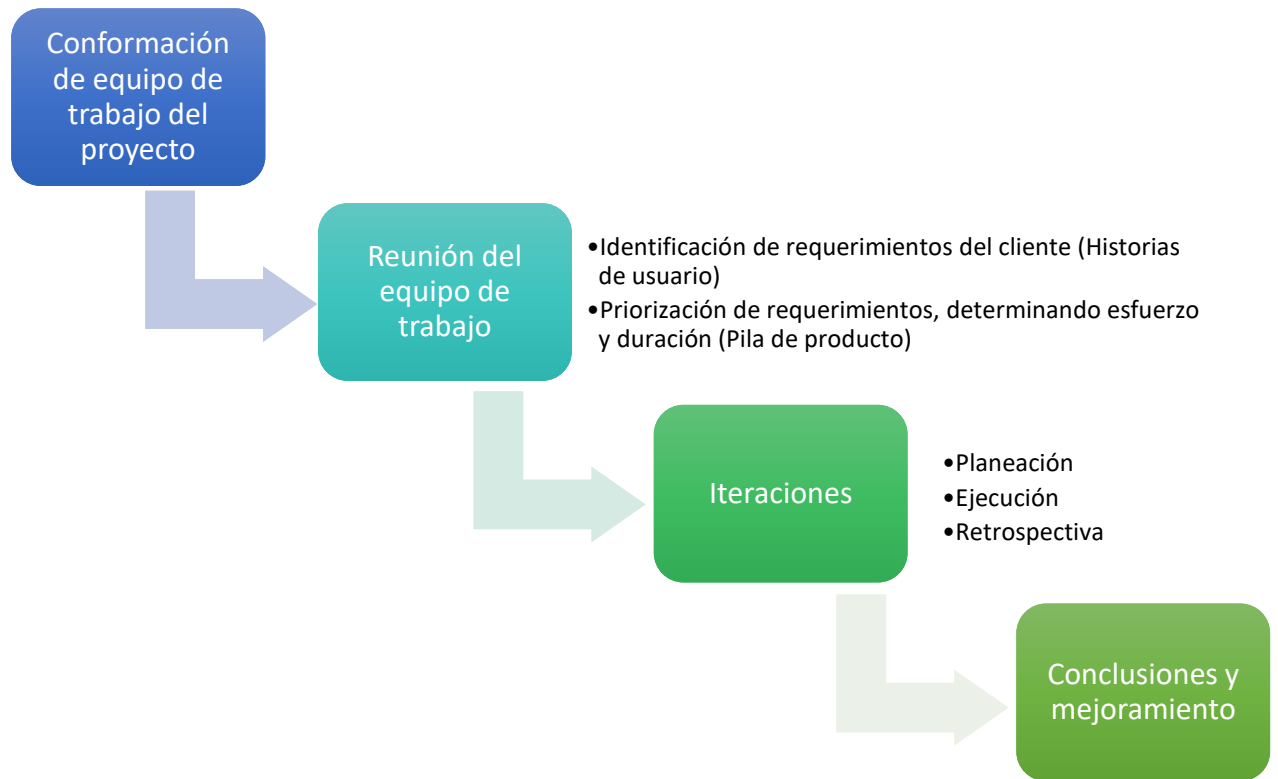 Conformación
de equipo de
trabajo del
proyecto
Reunión del
equipo de
trabajo
•Identificación de requerimientos del cliente (Historias
de usuario)
•Priorización de requerimientos, determinando esfuerzo
y duración (Pila de producto)
Iteraciones
•Planeación
•Ejecución
•Retrospectiva
Conclusiones y
mejoramiento